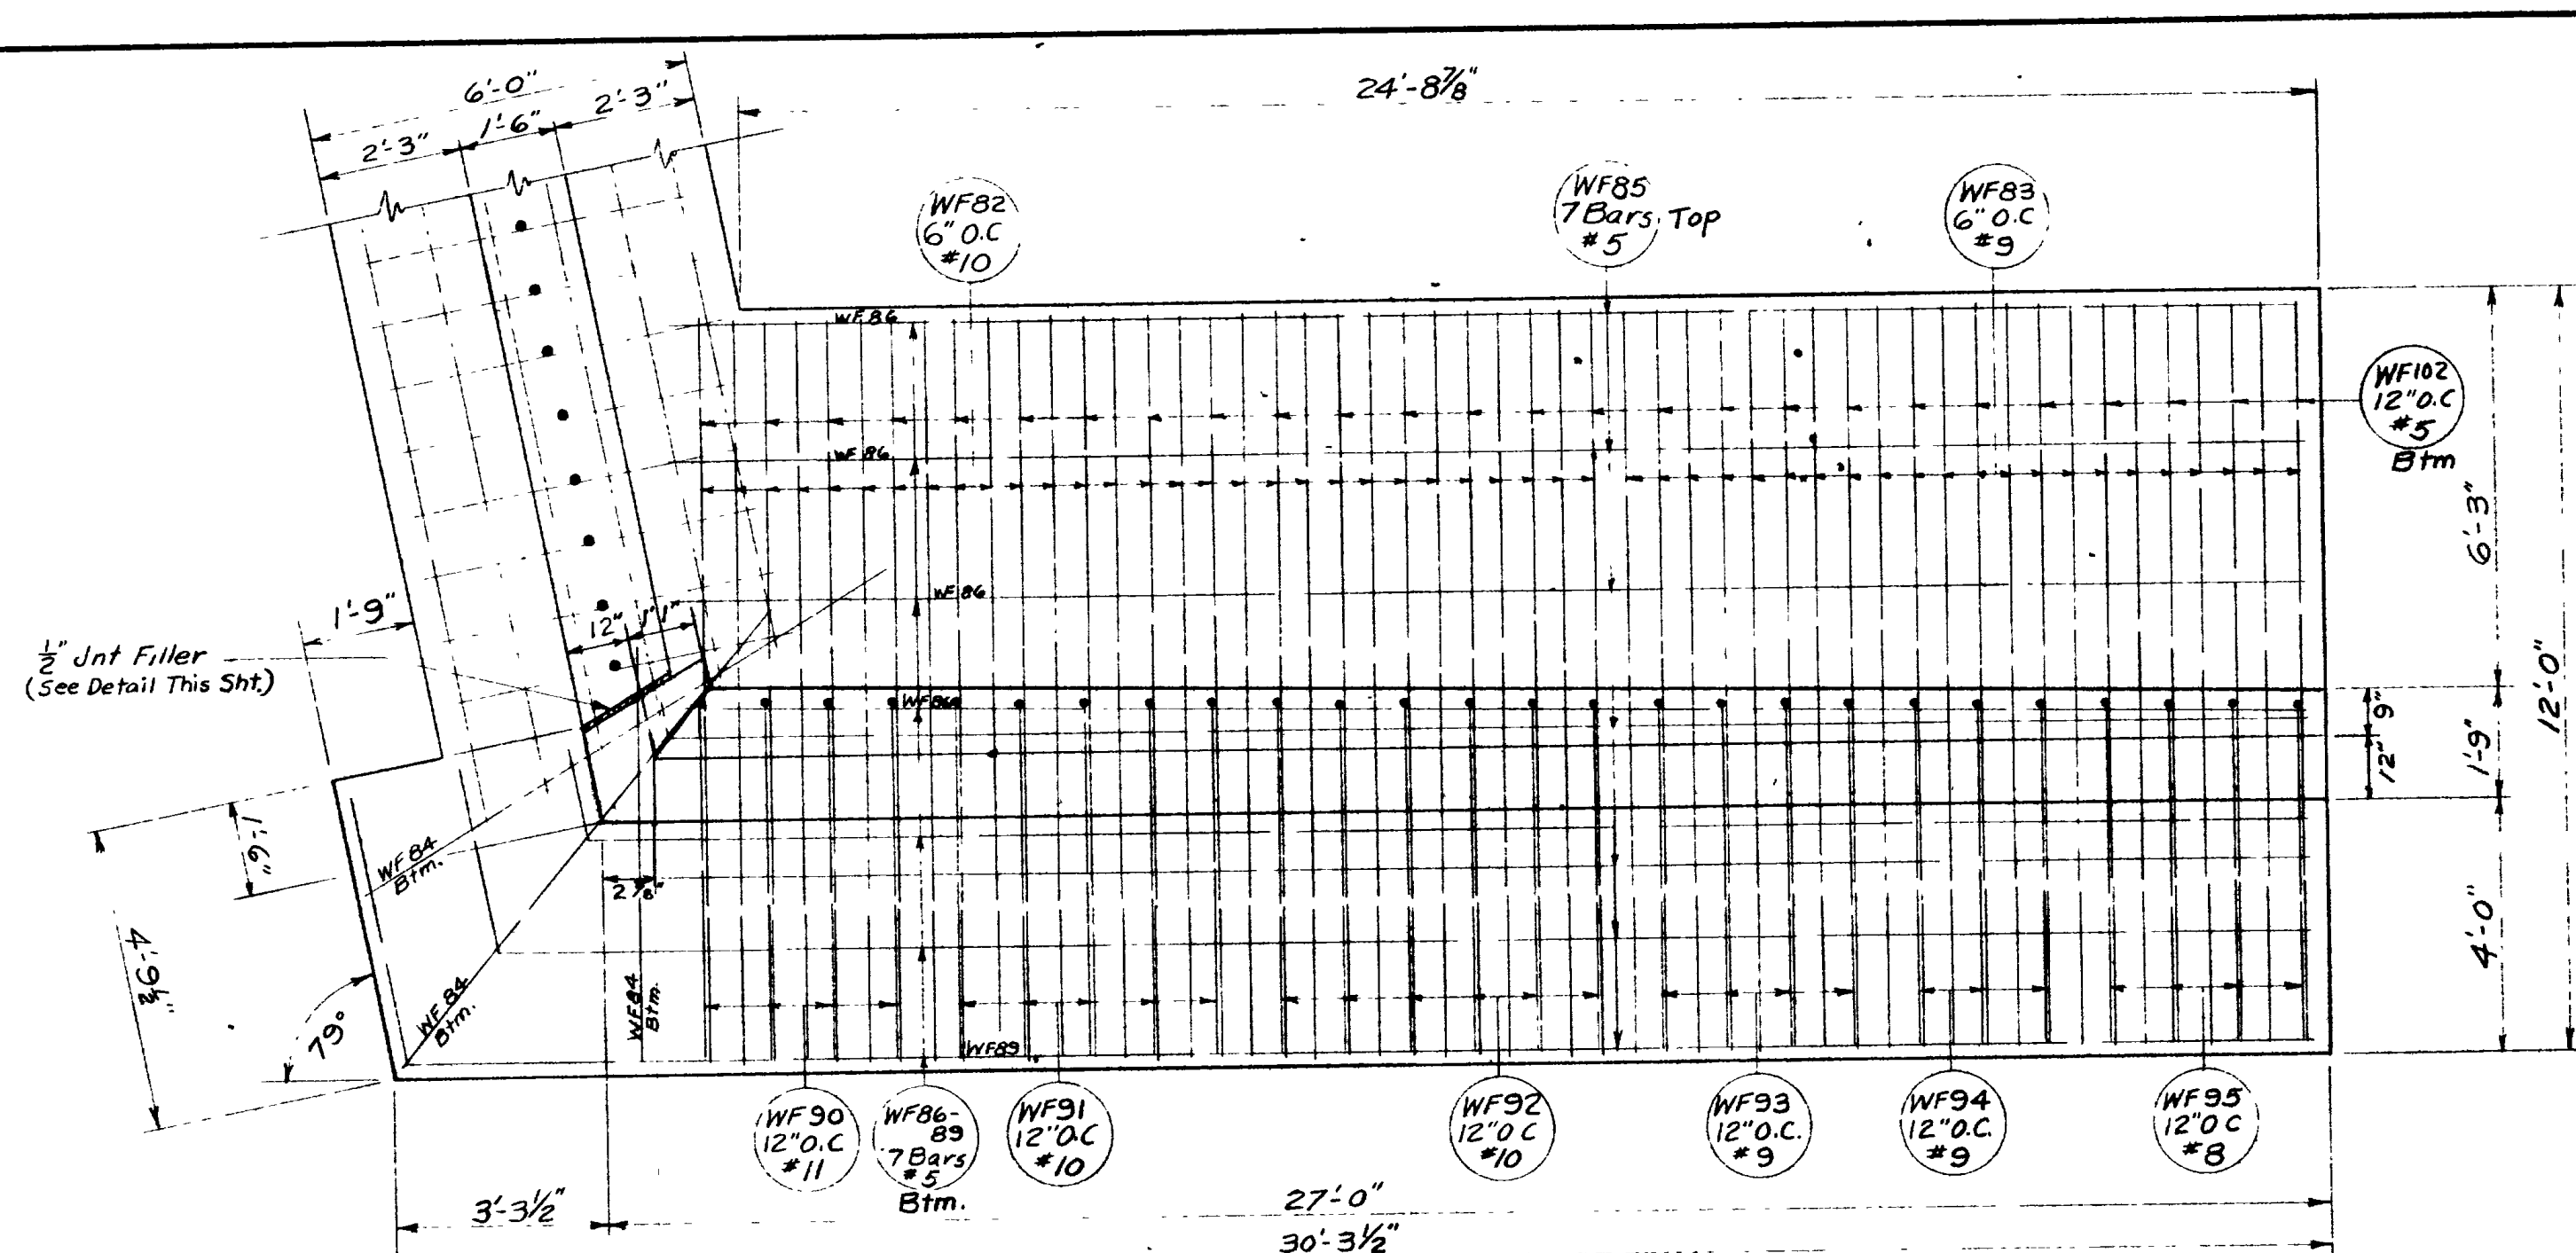 6'-0"
2'-3"
1'-6"
2'-3"
24'-8⅞"
WF82
6" O.C
#10
WF85
7 Bars, Top
#5
WF83
6" O.C
#9
WF102
12" O.C
#5
Btm
WF86
WF86
WF86
WF86
6'-3"
9"
12"
1'-9"
12'-0"
4'-0"
1'-9"
12"
1'-1"
½" Jnt Filler
(See Detail This Sht.)
1'-6"
4'-9¾"
79°
WF84
Btm.
WF84
Btm.
WF84
Btm.
2⅞"
WF89
WF90
12" O.C
#11
WF86-
89
7 Bars
#5
Btm.
WF91
12" O.C
#10
WF92
12" O C
#10
WF93
12" O.C.
#9
WF94
12" O.C.
#9
WF95
12" O C
#8
3'-3½"
27'-0"
30'-3½"